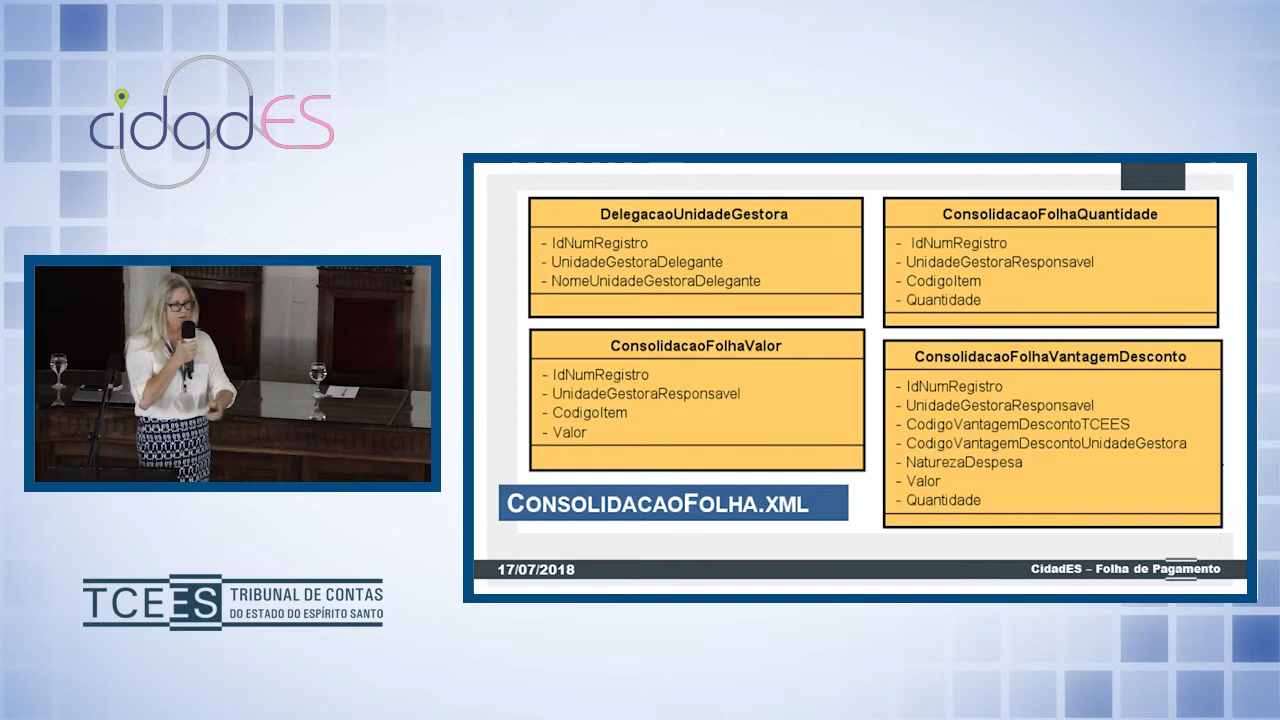 cidadES
DelegacaoUnidadeGestora
- IdNumRegistro
- UnidadeGestoraDelegante
- NomeUnidadeGestoraDelegante
ConsolidacaoFolhaQuantidade
- IdNumRegistro
- UnidadeGestoraResponsavel
- CodigoItem
- Quantidade
ConsolidacaoFolhaValor
- IdNumRegistro
- UnidadeGestoraResponsavel
- CodigoItem
- Valor
ConsolidacaoFolhaVantagemDesconto
- IdNumRegistro
- UnidadeGestoraResponsavel
- CodigoVantagemDescontoTCEES
- CodigoVantagemDescontoUnidadeGestora
- NaturezaDespesa
- Valor
- Quantidade
CONSOLIDACAOFOLHA.XML
17/07/2018
CidadES – Folha de Pagamento
TCEES
TRIBUNAL DE CONTAS
DO ESTADO DO ESPÍRITO SANTO